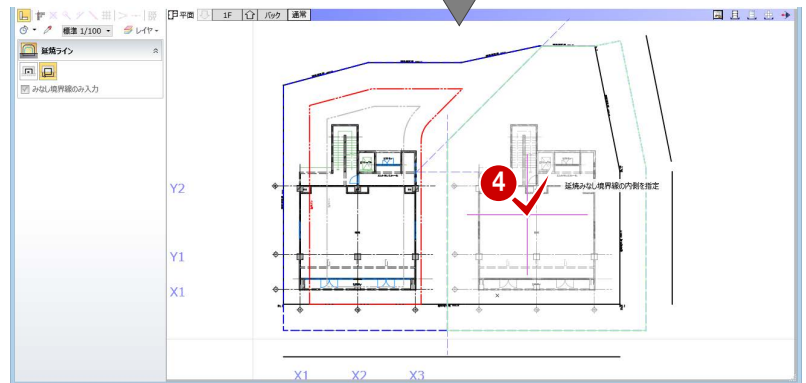 平面 1F バック 通常
標準 1/100 レイヤ
延焼ライン
みなし境界線のみ入力
4
延焼みなし境界線の内側を指定
Y2
Y1
X1
X1 X2 X3